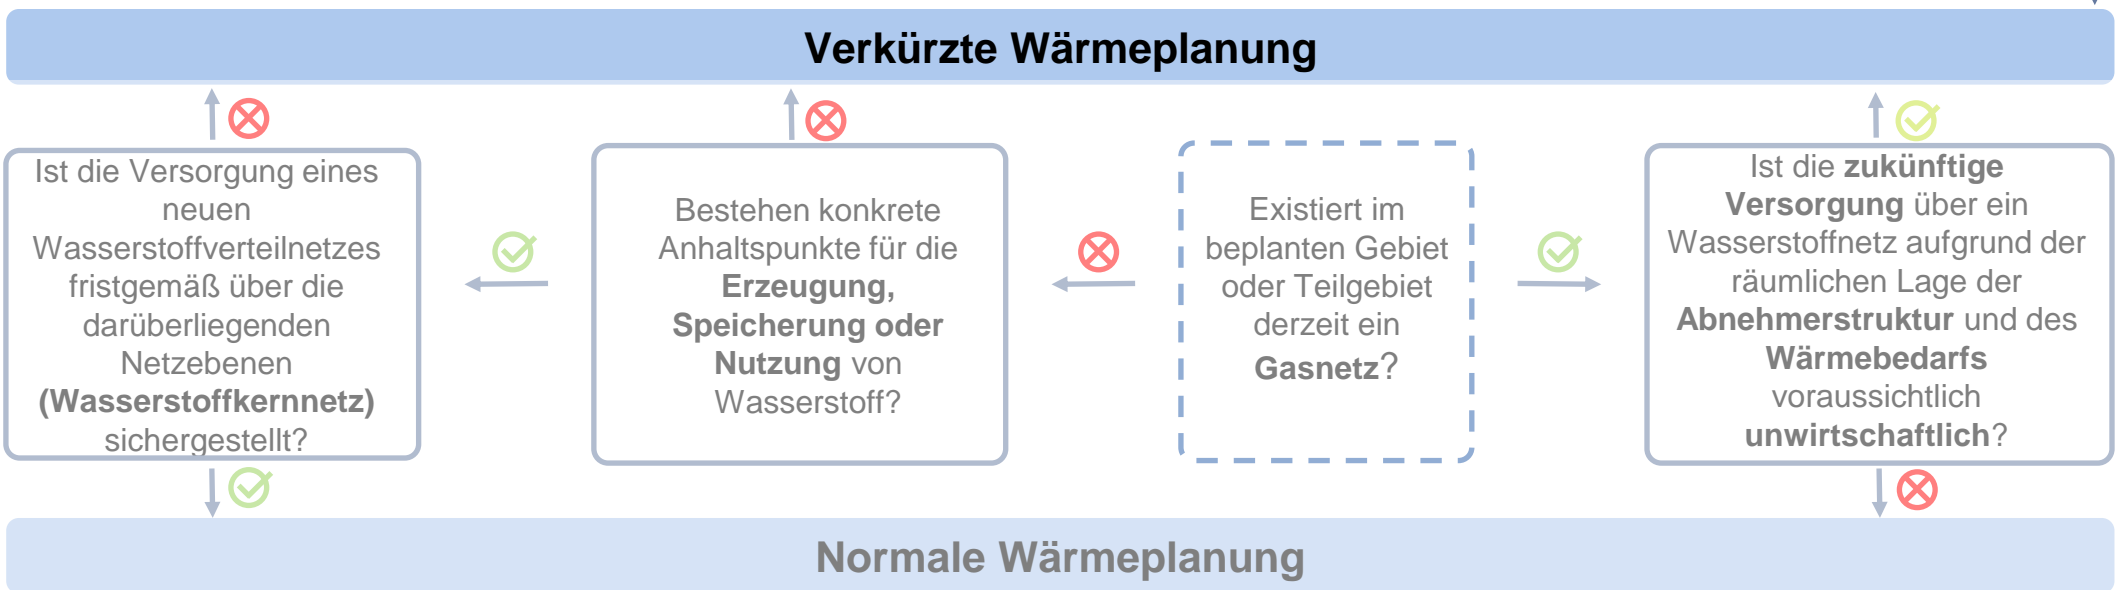 Verkürzte Wärmeplanung
Ist die Versorgung eines
neuen
Wasserstoffverteilnetzes
fristgemäß über die
darüberliegenden
Netzebenen
(Wasserstoffkernnetz)
sichergestellt?
Bestehen konkrete
Anhaltspunkte für die
Erzeugung,
Speicherung oder
Nutzung von
Wasserstoff?
Existiert im
beplanten Gebiet
oder Teilgebiet
derzeit ein
Gasnetz?
Ist die zukünftige
Versorgung über ein
Wasserstoffnetz aufgrund der
räumlichen Lage der
Abnehmerstruktur und des
Wärmebedarfs
voraussichtlich
unwirtschaftlich?
Normale Wärmeplanung